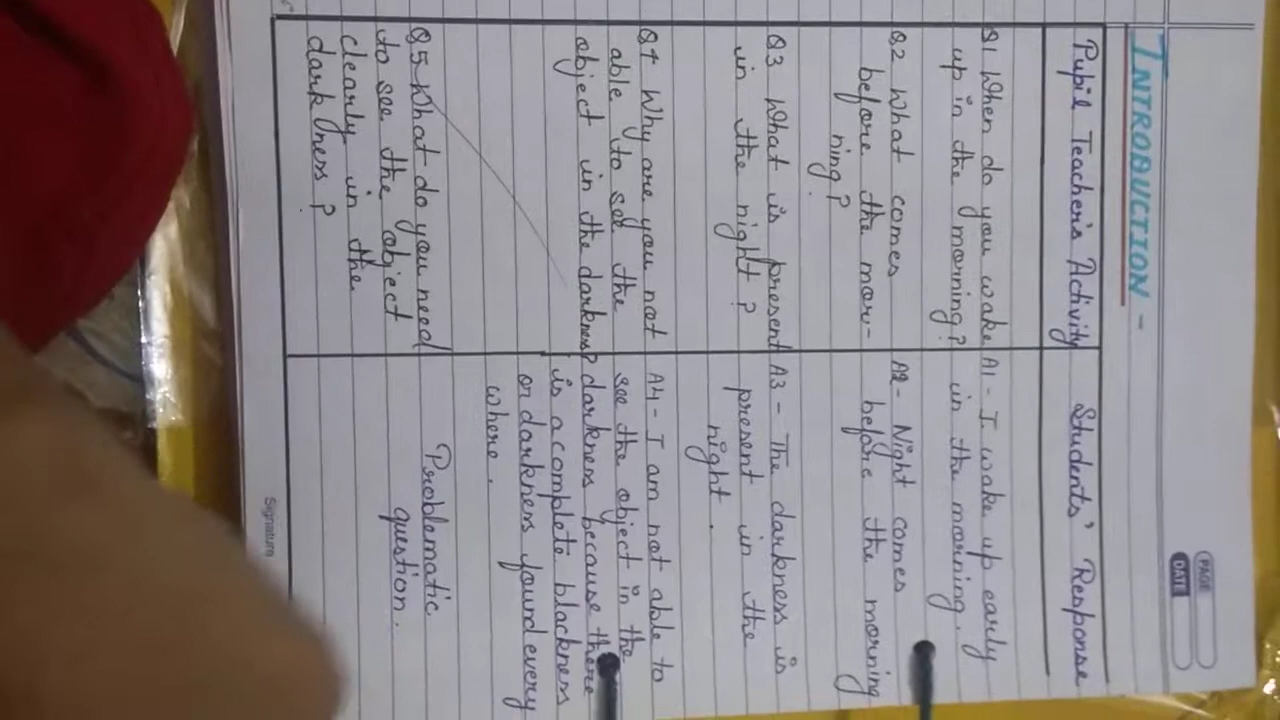 INTRODUCTION -
PAGE
DATE
Pupil Teacher's Activity
Students' Response
Q1 When do you wake
up in the morning?
A1 - I wake up early
in the morining.
Q2 What comes
before the mor-
ning?
A2 - Night comes
before the morning
Q3 What is present
in the night?
A3 - The darkness is
present in the
night.
Q4 Why are you not
able to see the
object in the darkness?
A4 - I am not able to
see the object in the
darkness because there
is a complete blackness
or darkness found every
where.
Q5 What do you need
to see the object
clearly in the
darkness?
Problematic
question.
Signature